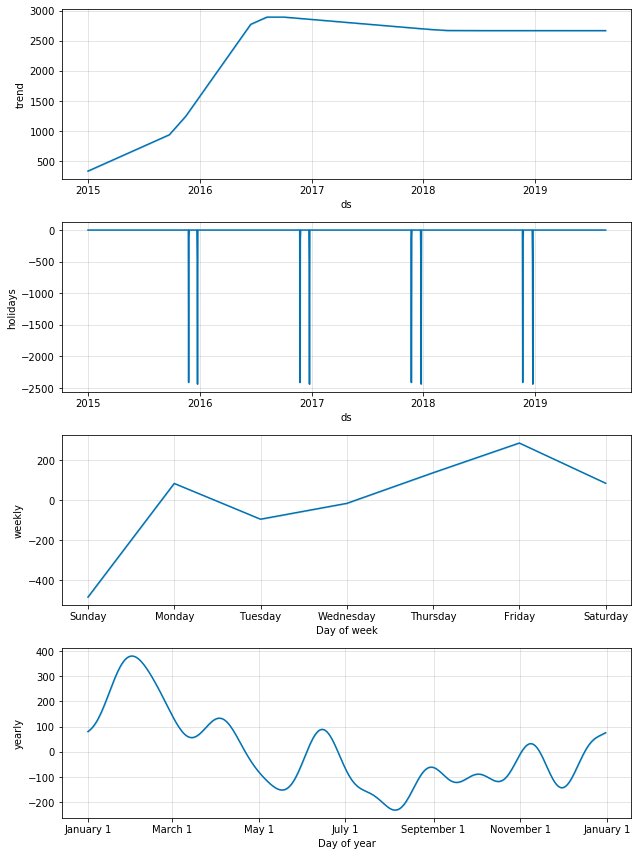 3000
2500
2000
1500
1000
500
trend
2015 2016 2017 2018 2019
ds
0
−500
−1000
−1500
−2000
−2500
holidays
2015 2016 2017 2018 2019
ds
200
0
−200
−400
weekly
Sunday Monday Tuesday Wednesday Thursday Friday Saturday
Day of week
400
300
200
100
0
−100
−200
yearly
January 1 March 1 May 1 July 1 September 1 November 1 January 1
Day of year